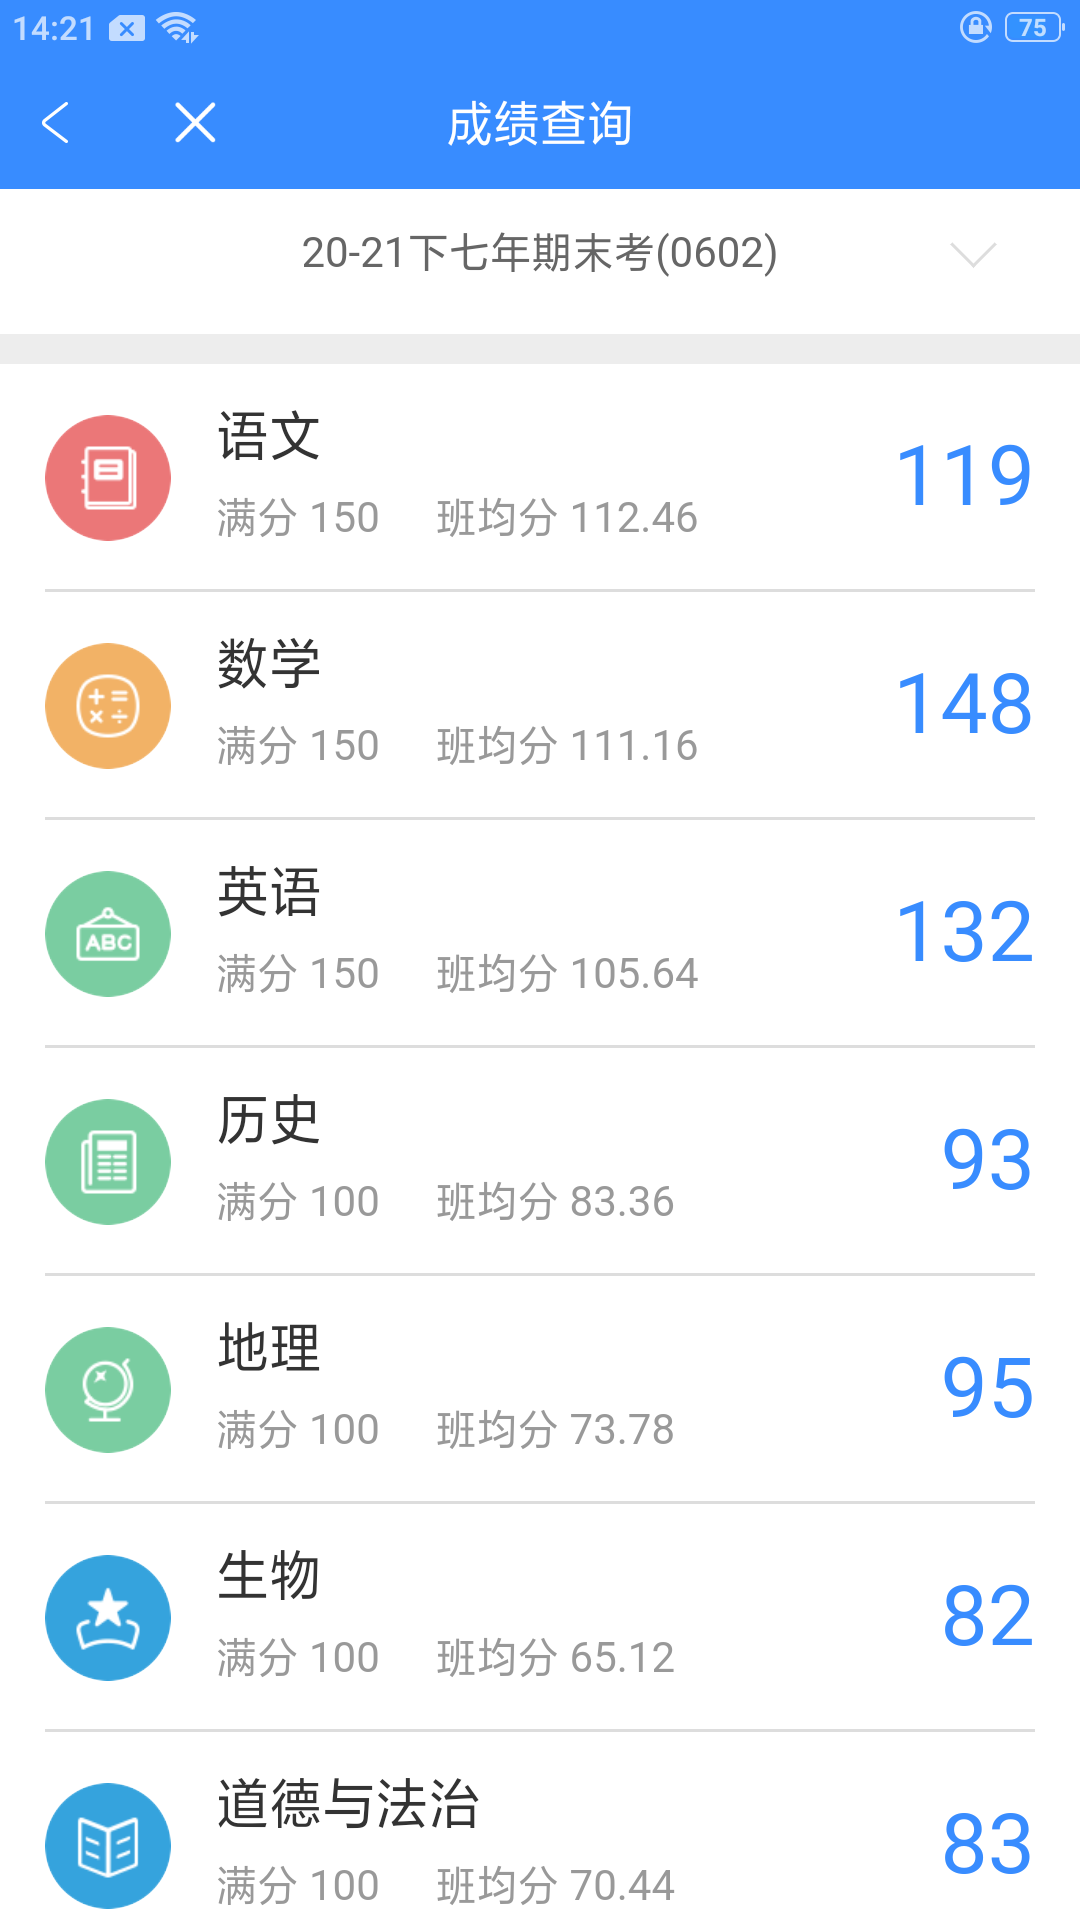 14:21
75
成绩查询
20-21下七年期末考(0602)
语文
满分 150 班均分 112.46
119
数学
满分 150 班均分 111.16
148
英语
满分 150 班均分 105.64
132
ABC
历史
满分 100 班均分 83.36
93
地理
满分 100 班均分 73.78
95
生物
满分 100 班均分 65.12
82
道德与法治
满分 100 班均分 70.44
83